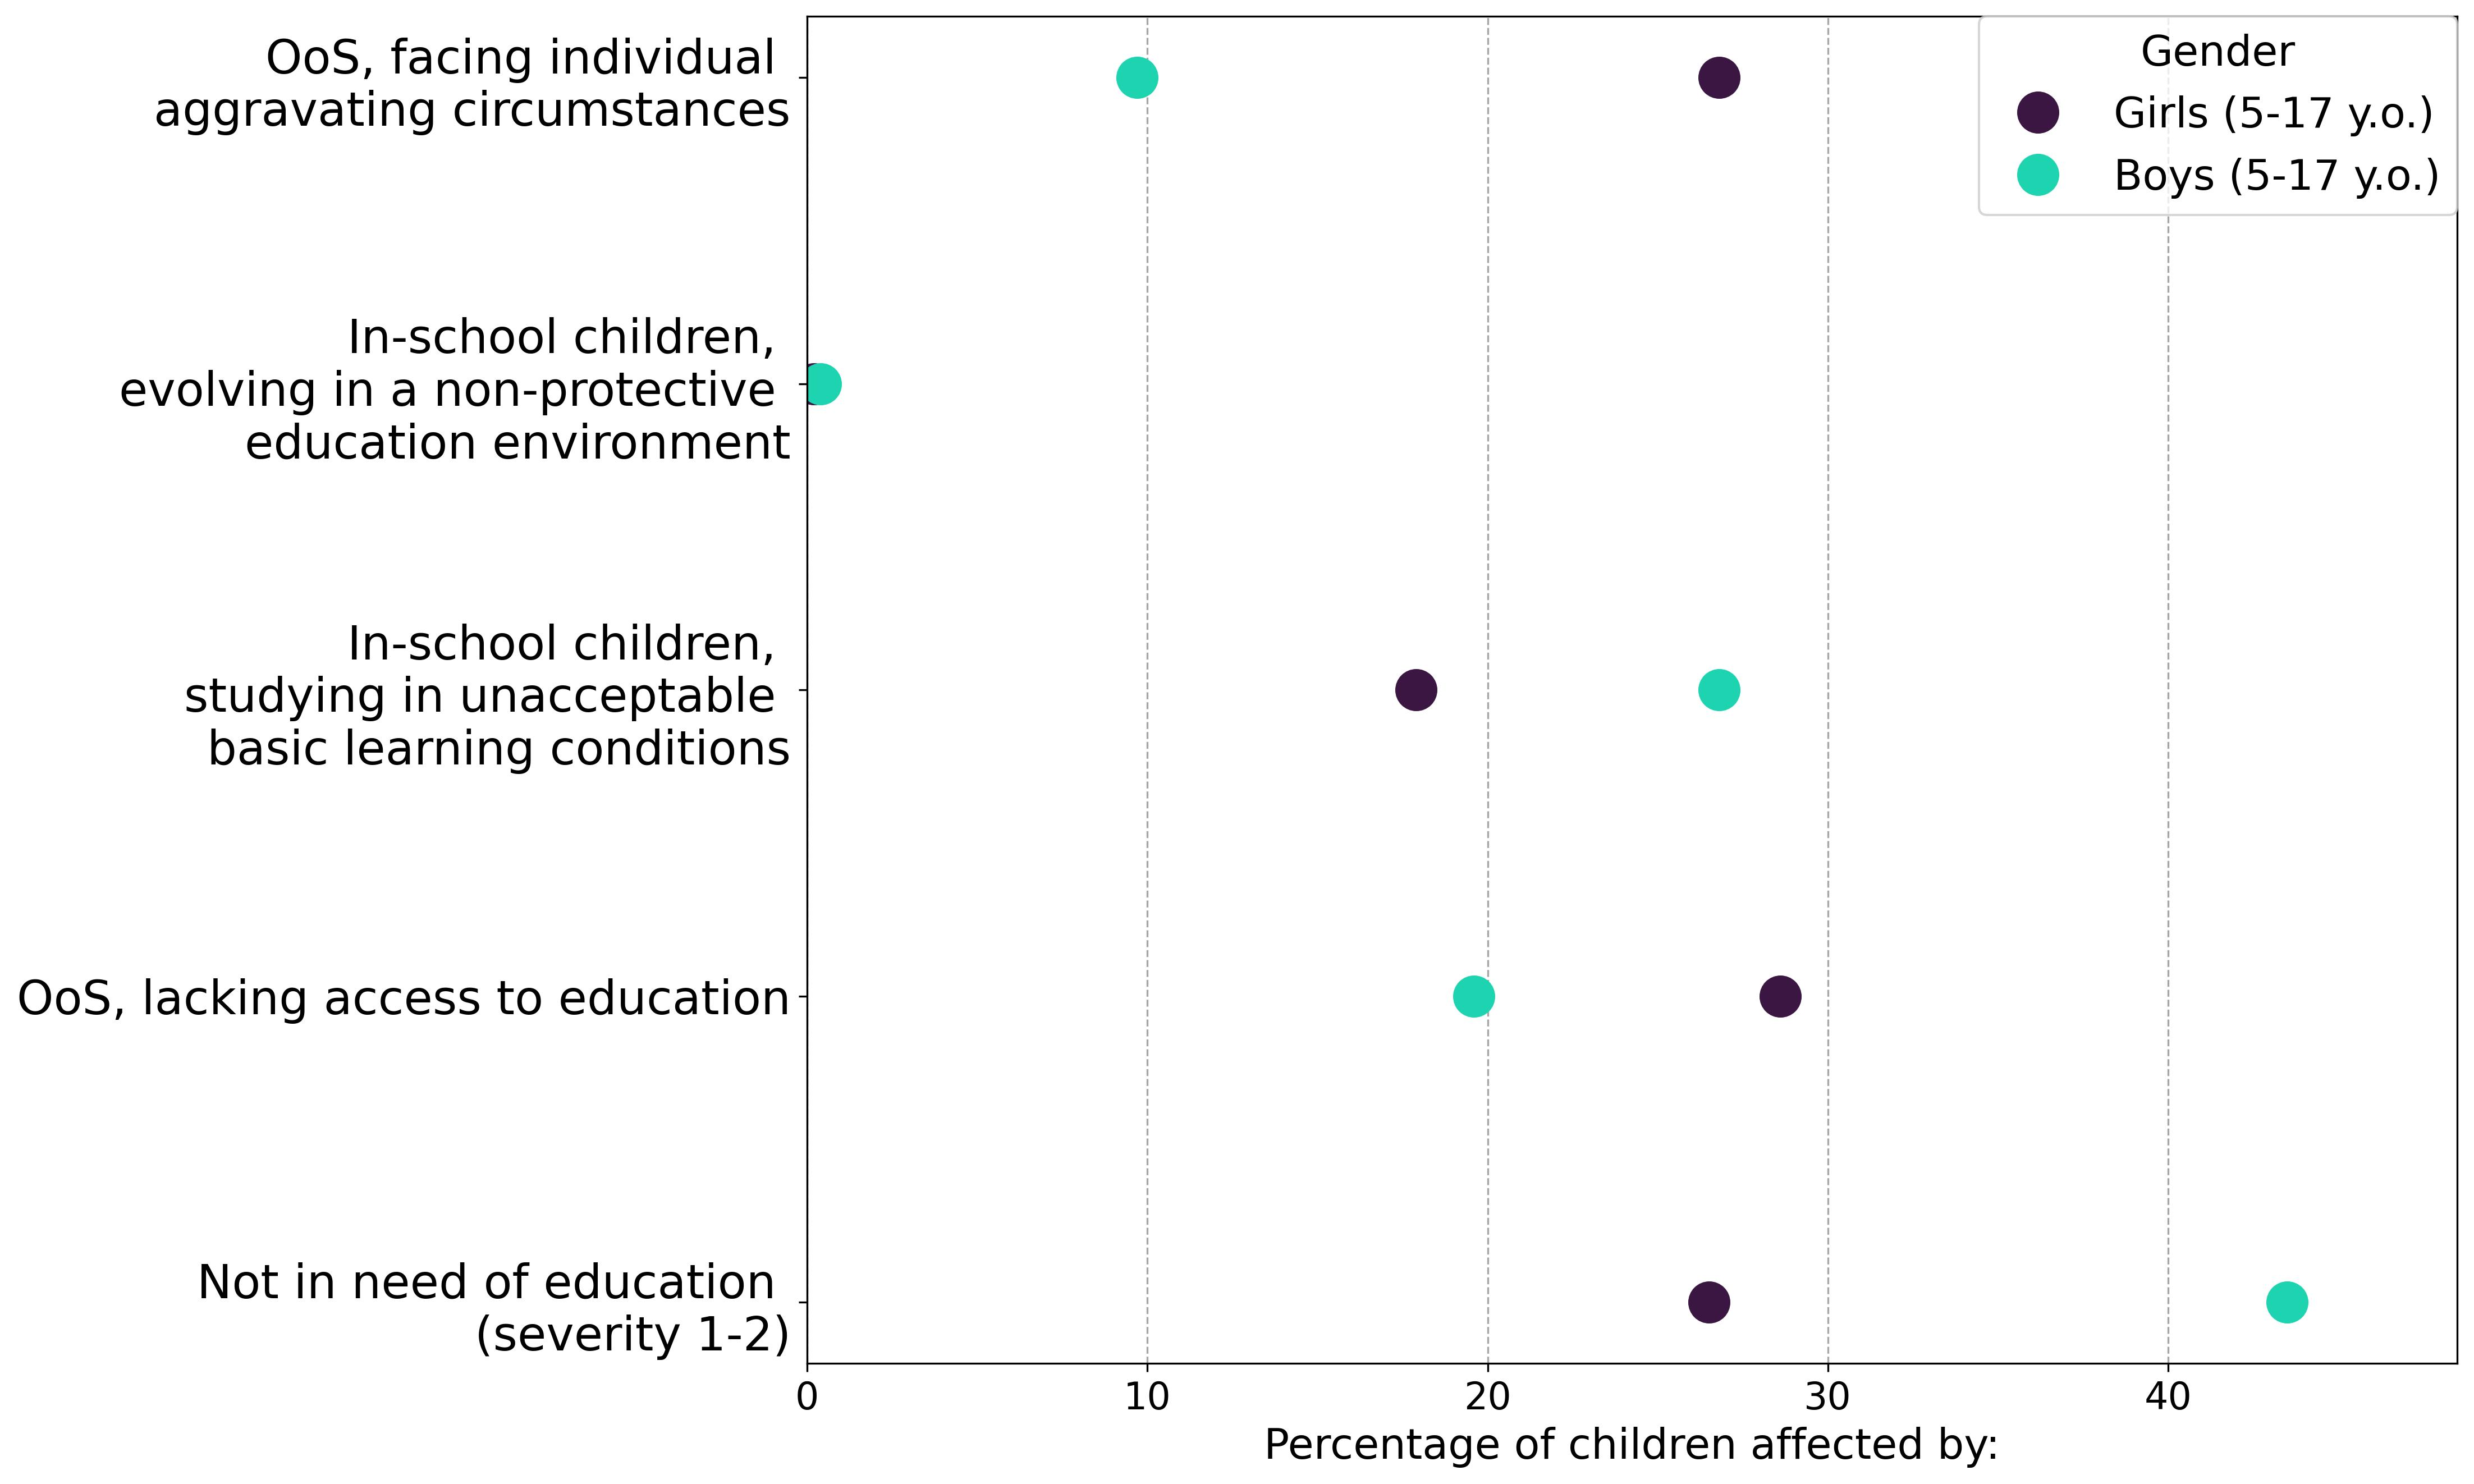 OoS, facing individual
aggravating circumstances
In-school children,
evolving in a non-protective
education environment
In-school children,
studying in unacceptable
basic learning conditions
OoS, lacking access to education
Not in need of education
(severity 1-2)
Gender
Girls (5-17 y.o.)
Boys (5-17 y.o.)
0 10 20 30 40
Percentage of children affected by: